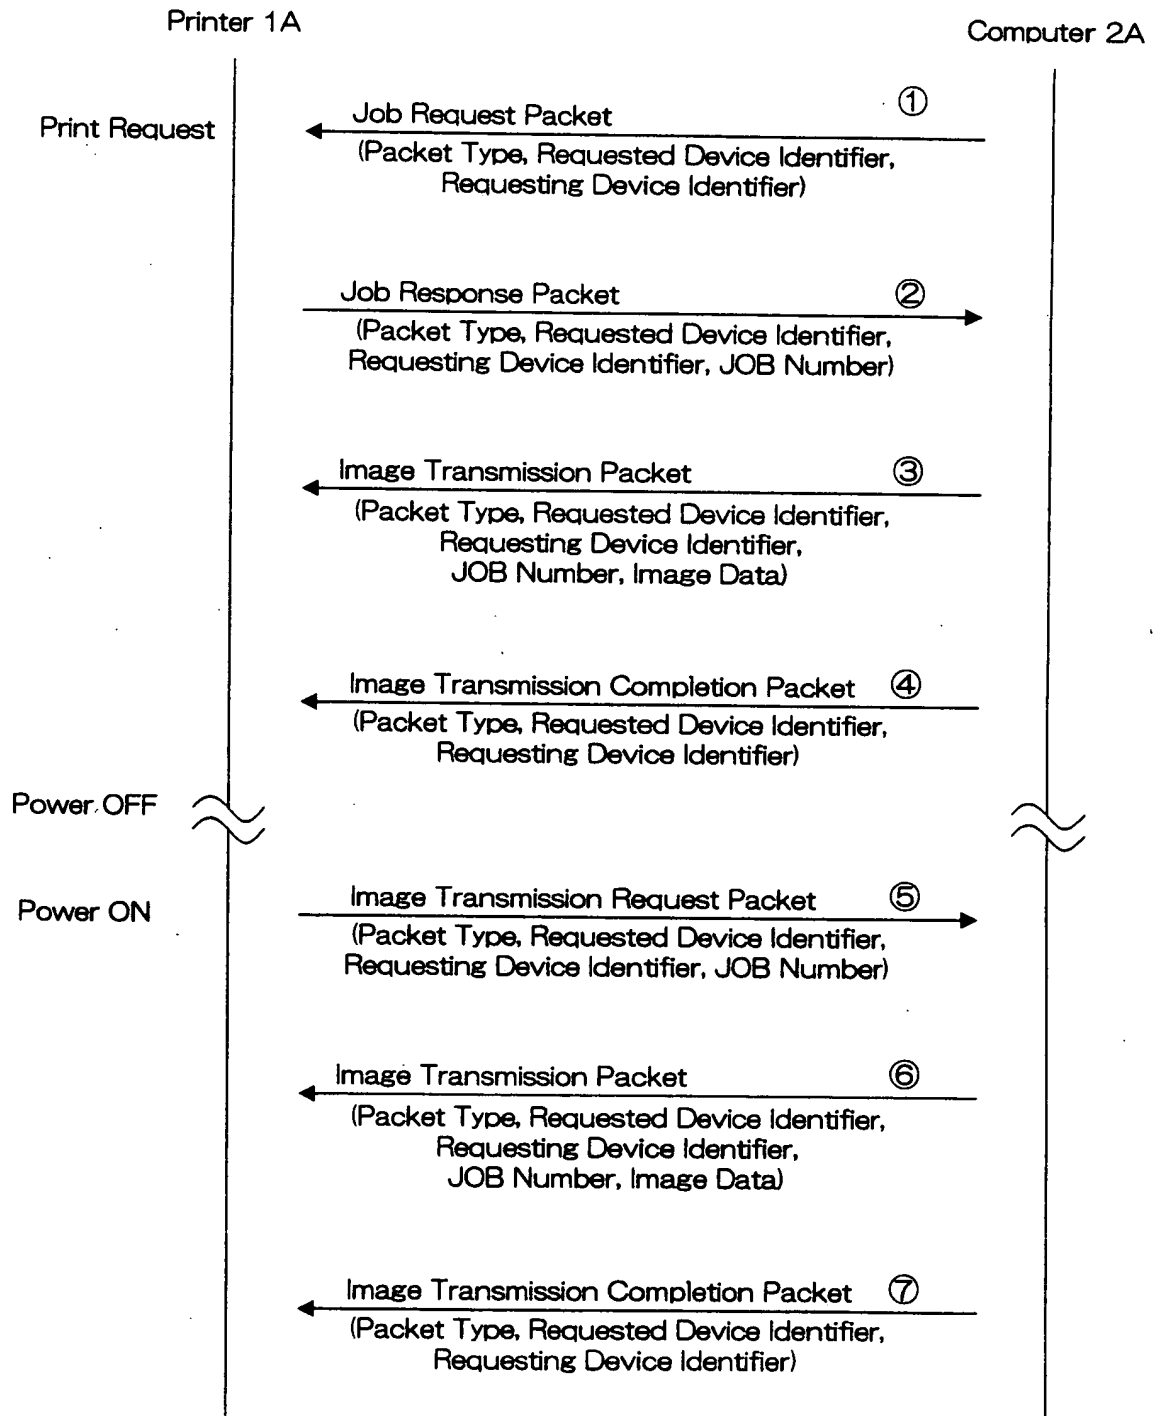 Printer 1A
Computer 2A
Print Request
Job Request Packet ①
(Packet Type, Requested Device Identifier,
Requesting Device Identifier)
Job Response Packet ②
(Packet Type, Requested Device Identifier,
Requesting Device Identifier, JOB Number)
Image Transmission Packet ③
(Packet Type, Requested Device Identifier,
Requesting Device Identifier,
JOB Number, Image Data)
Image Transmission Completion Packet ④
(Packet Type, Requested Device Identifier,
Requesting Device Identifier)
Power OFF
Power ON
Image Transmission Request Packet ⑤
(Packet Type, Requested Device Identifier,
Requesting Device Identifier, JOB Number)
Image Transmission Packet ⑥
(Packet Type, Requested Device Identifier,
Requesting Device Identifier,
JOB Number, Image Data)
Image Transmission Completion Packet ⑦
(Packet Type, Requested Device Identifier,
Requesting Device Identifier)